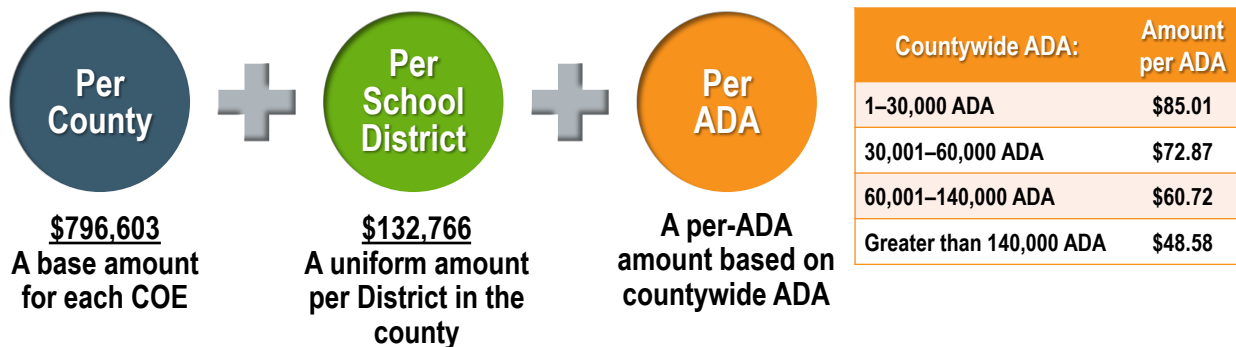 Per
County
Per
School
District
Per
ADA
$796,603
A base amount
for each COE
$132,766
A uniform amount
per District in the
county
A per-ADA
amount based on
countywide ADA
Countywide ADA: Amount per ADA
1–30,000 ADA $85.01
30,001–60,000 ADA $72.87
60,001–140,000 ADA $60.72
Greater than 140,000 ADA $48.58